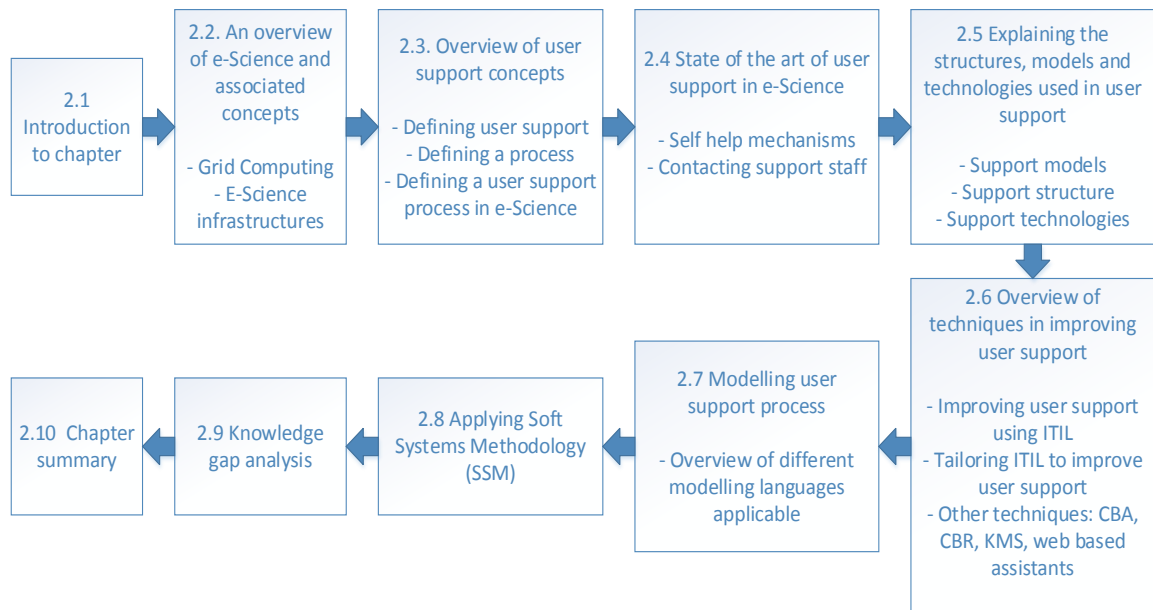 2.1
Introduction
to chapter
2.2. An overview
of e-Science and
associated
concepts
- Grid Computing
- E-Science
infrastructures
2.3. Overview of user
support concepts
- Defining user support
- Defining a process
- Defining a user support
process in e-Science
2.4 State of the art of user
support in e-Science
- Self help mechanisms
- Contacting support staff
2.5 Explaining the
structures, models and
technologies used in user
support
- Support models
- Support structure
- Support technologies
2.6 Overview of
techniques in improving
user support
- Improving user support
using ITIL
- Tailoring ITIL to improve
user support
- Other techniques: CBA,
CBR, KMS, web based
assistants
2.7 Modelling user
support process
- Overview of different
modelling languages
applicable
2.8 Applying Soft
Systems Methodology
(SSM)
2.9 Knowledge
gap analysis
2.10 Chapter
summary